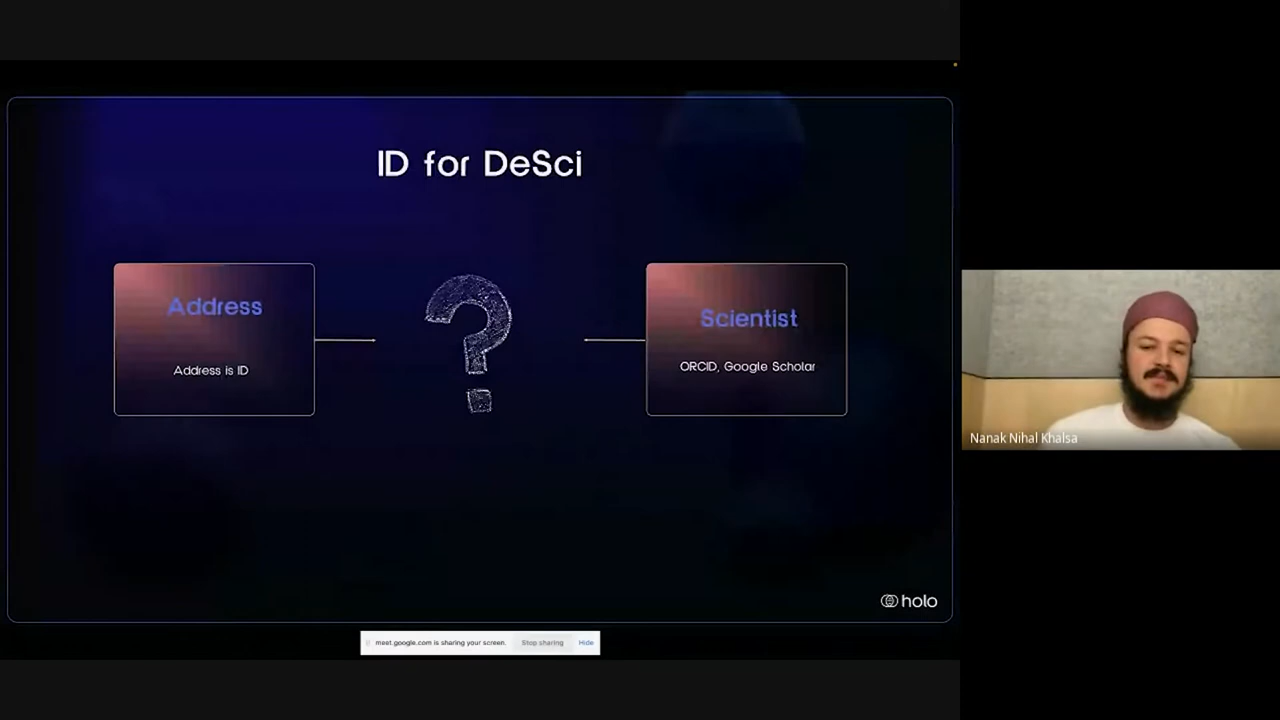 ID for DeSci
Address
Address is ID
?
Scientist
ORCID, Google Scholar
holo
meet.google.com is sharing your screen.
Stop sharing
Hide
Nanak Nihal Khalsa